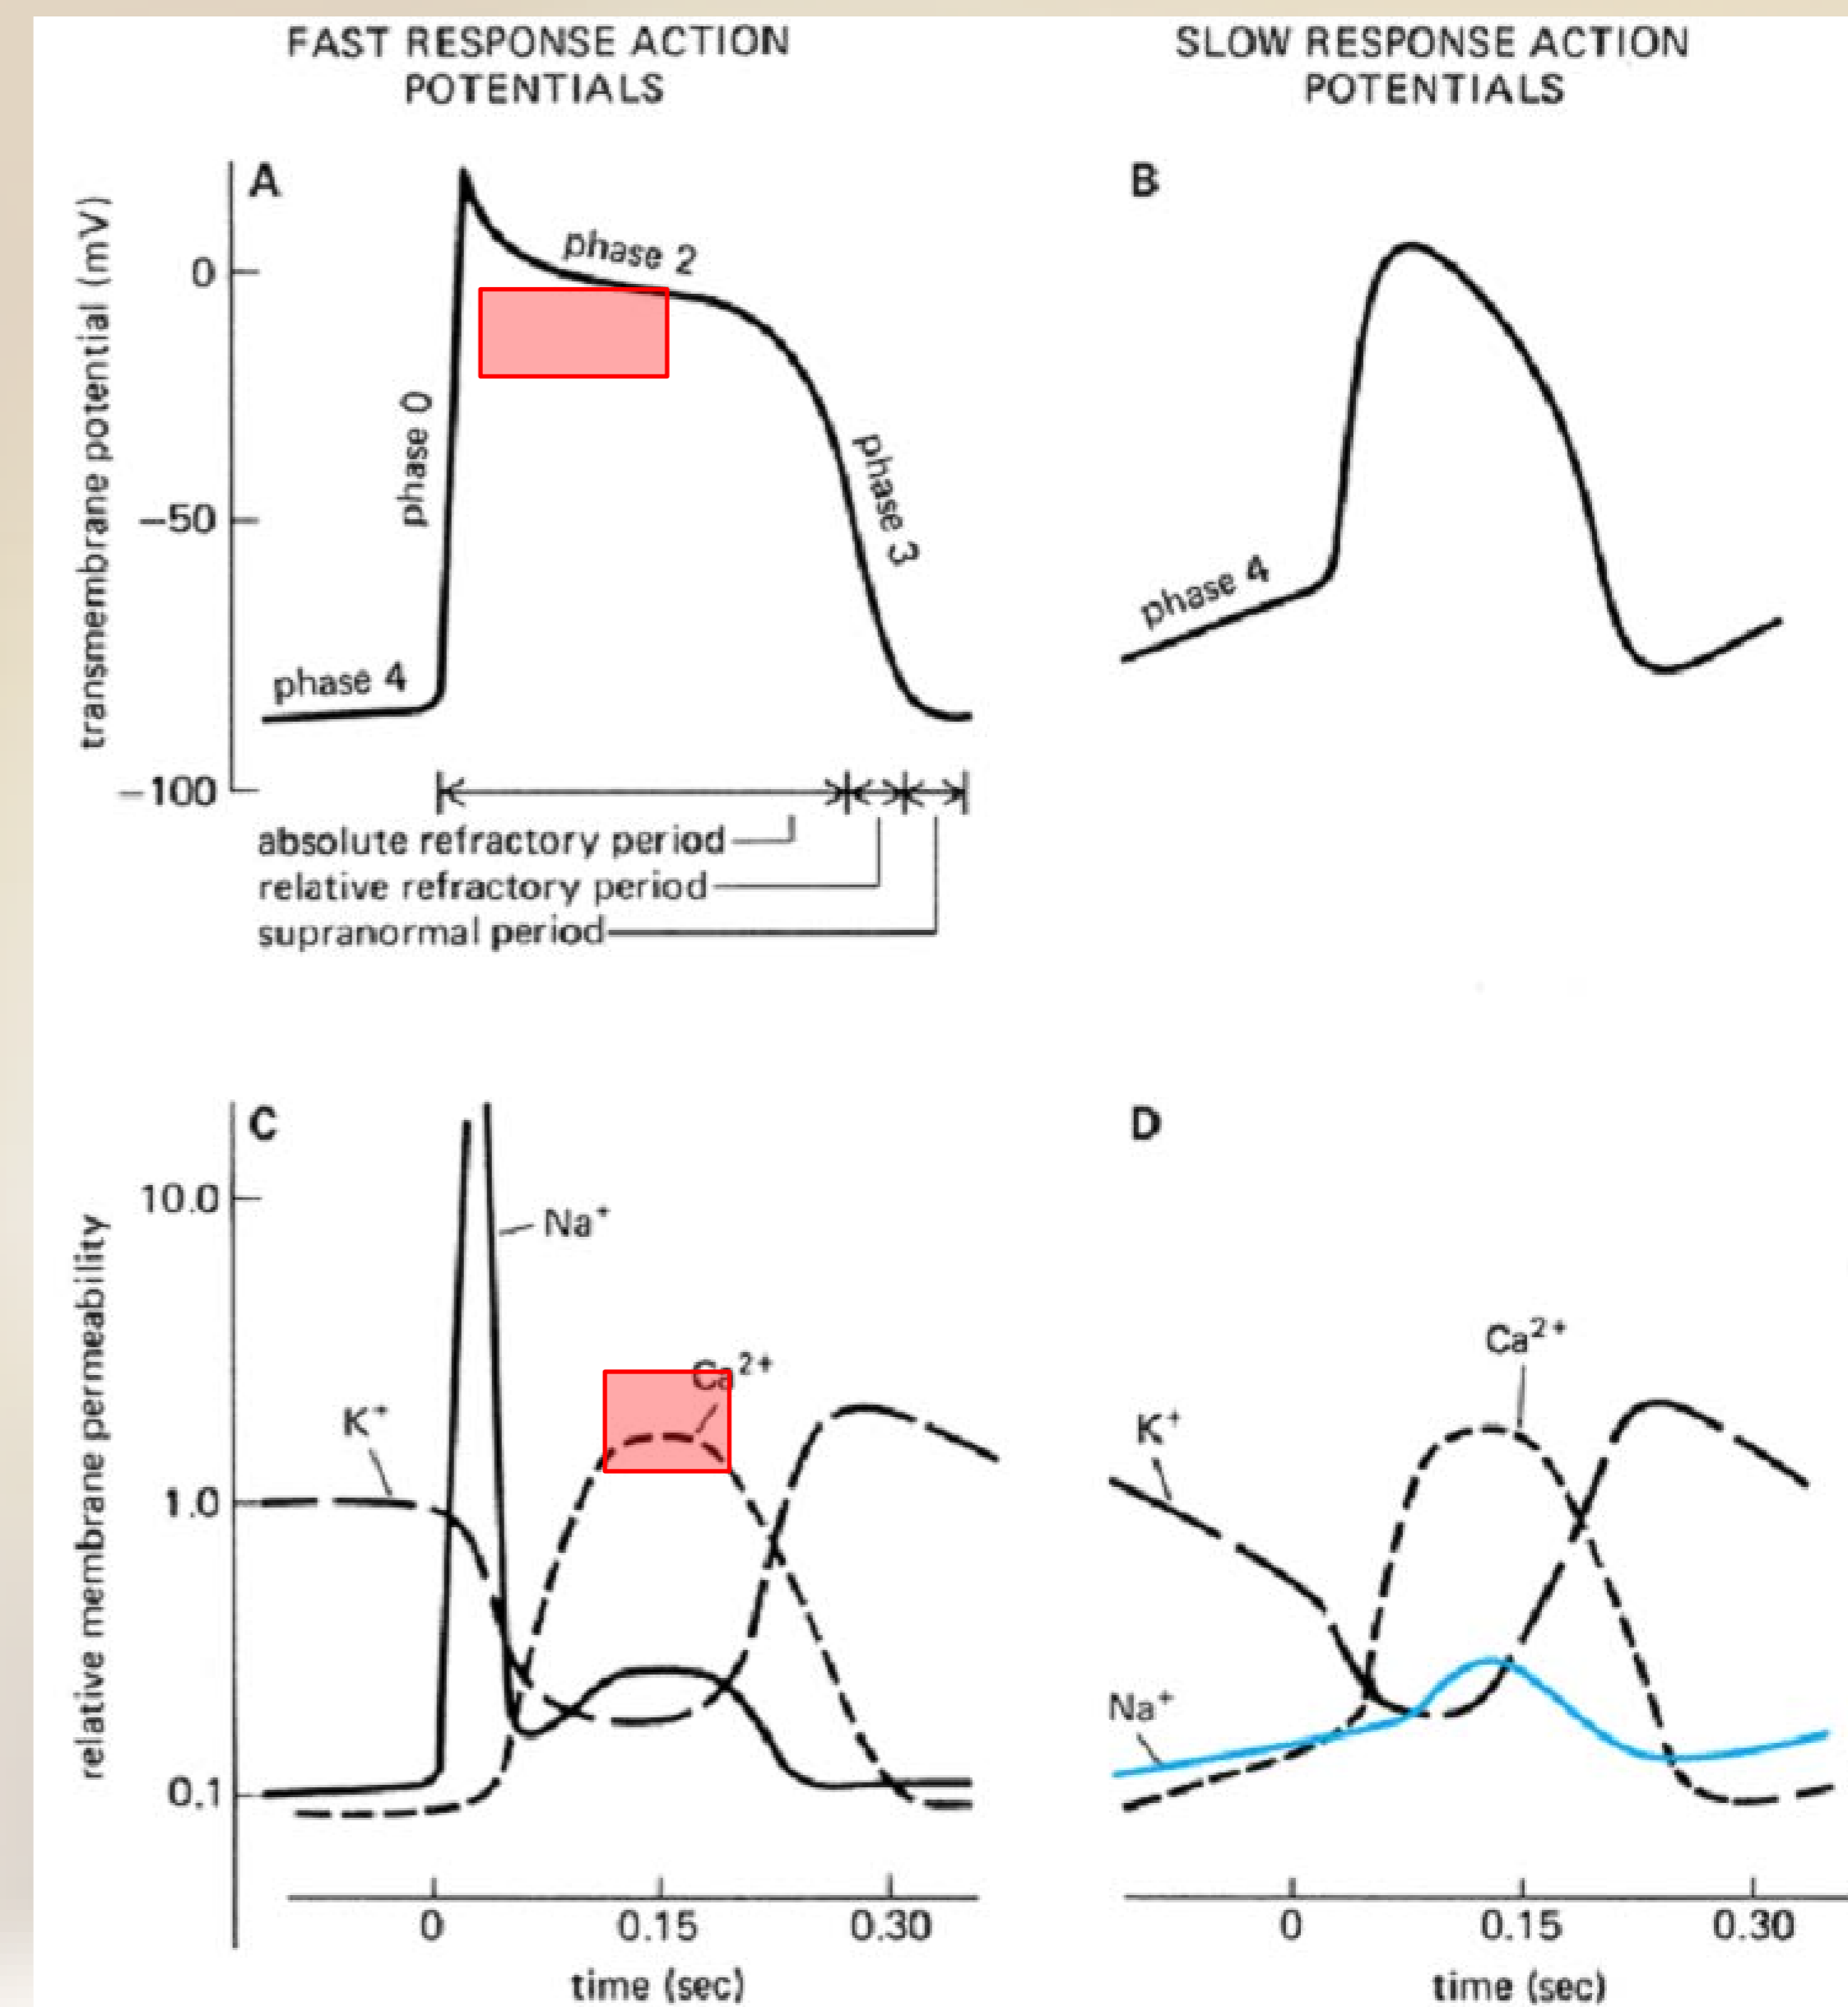 FAST RESPONSE ACTION
POTENTIALS
SLOW RESPONSE ACTION
POTENTIALS
A
transmembrane potential (mV)
0
−50
−100
phase 4
phase 0
phase 2
phase 3
absolute refractory period
relative refractory period
supranormal period
B
phase 4
C
relative membrane permeability
10.0
1.0
0.1
K⁺
Na⁺
Ca²⁺
0
0.15
0.30
time (sec)
D
K⁺
Na⁺
Ca²⁺
0
0.15
0.30
time (sec)